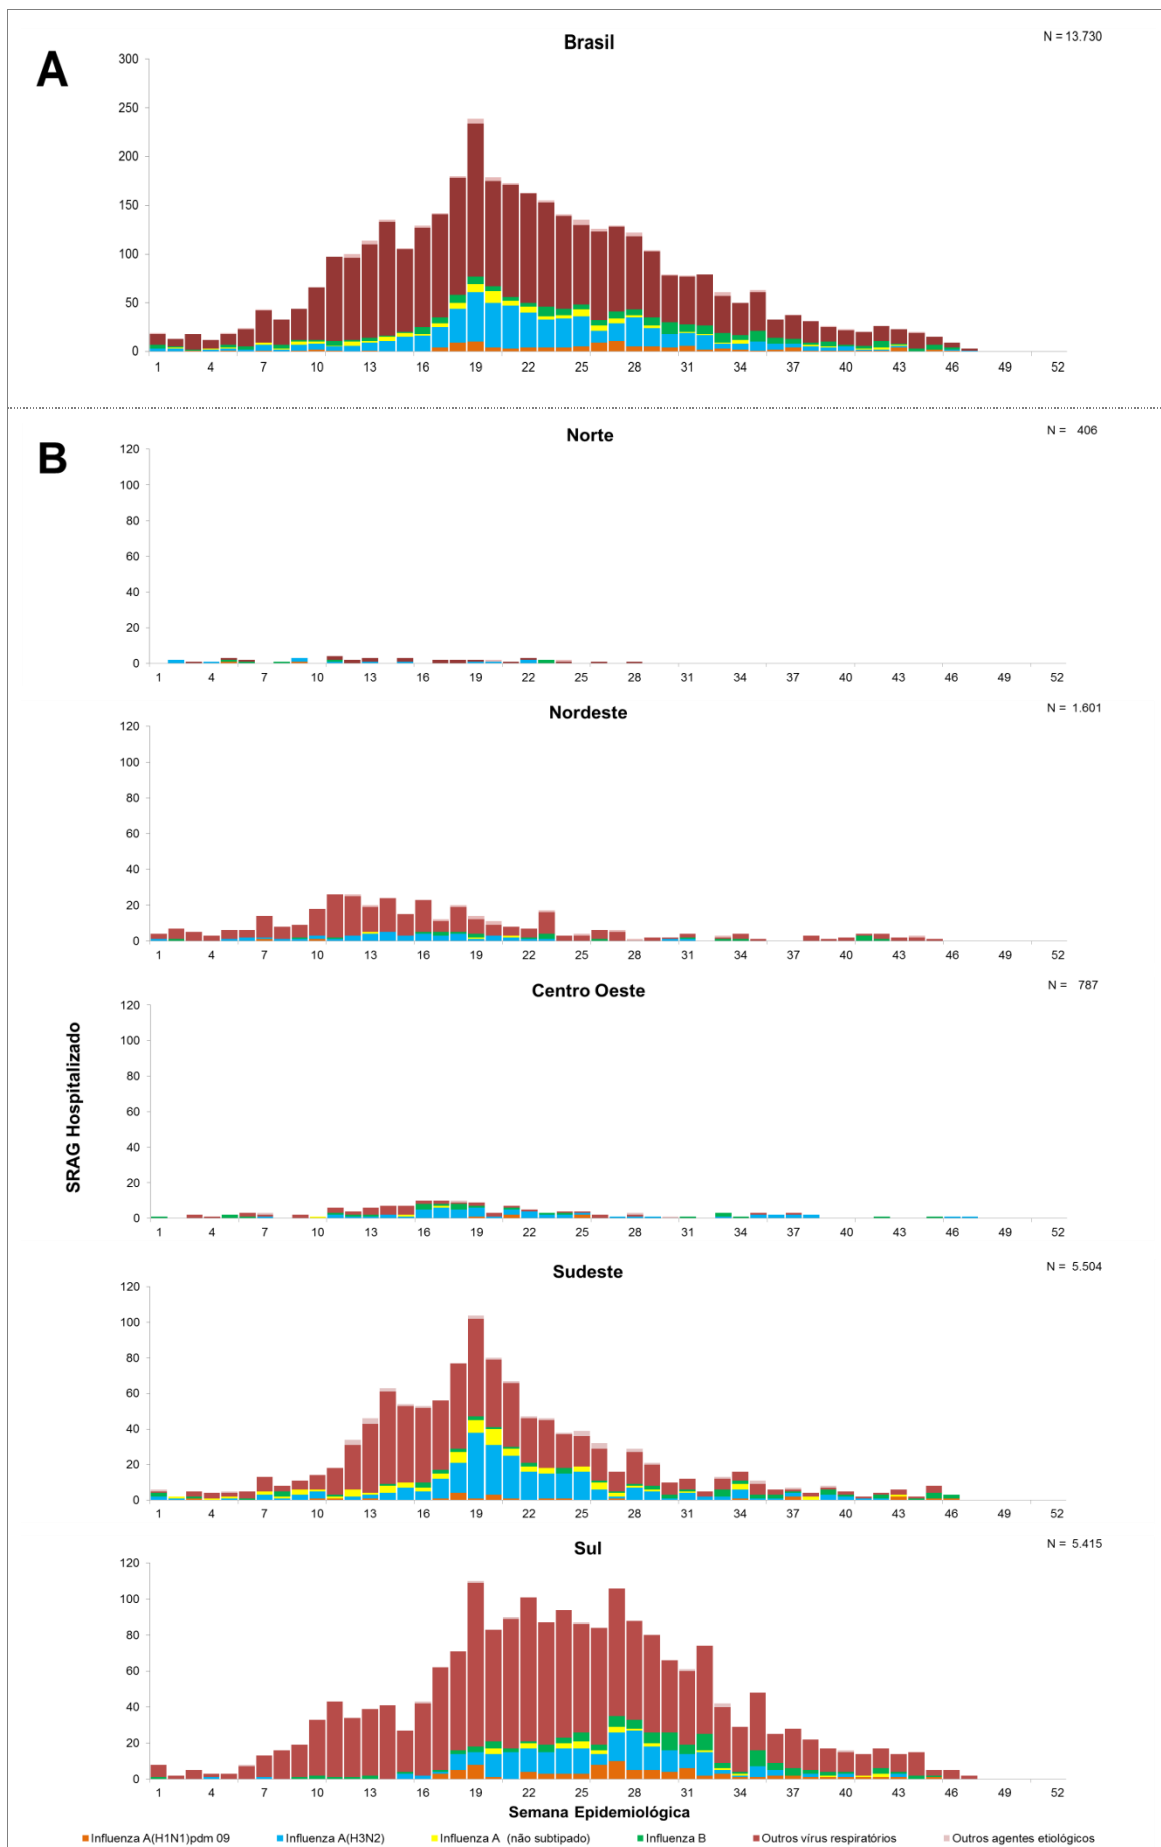 Brasil
N = 13.730
A
300
250
200
150
100
50
0
1 4 7 10 13 16 19 22 25 28 31 34 37 40 43 46 49 52
B
Norte
N = 406
120
100
80
60
40
20
0
1 4 7 10 13 16 19 22 25 28 31 34 37 40 43 46 49 52
Nordeste
N = 1.601
120
100
80
60
40
20
0
1 4 7 10 13 16 19 22 25 28 31 34 37 40 43 46 49 52
Centro Oeste
N = 787
SRAG Hospitalizado
120
100
80
60
40
20
0
1 4 7 10 13 16 19 22 25 28 31 34 37 40 43 46 49 52
Sudeste
N = 5.504
120
100
80
60
40
20
0
1 4 7 10 13 16 19 22 25 28 31 34 37 40 43 46 49 52
Sul
N = 5.415
120
100
80
60
40
20
0
1 4 7 10 13 16 19 22 25 28 31 34 37 40 43 46 49 52
Semana Epidemiológica
Influenza A(H1N1)pdm 09 Influenza A(H3N2) Influenza A (não subtipado) Influenza B Outros vírus respiratórios Outros agentes etiológicos